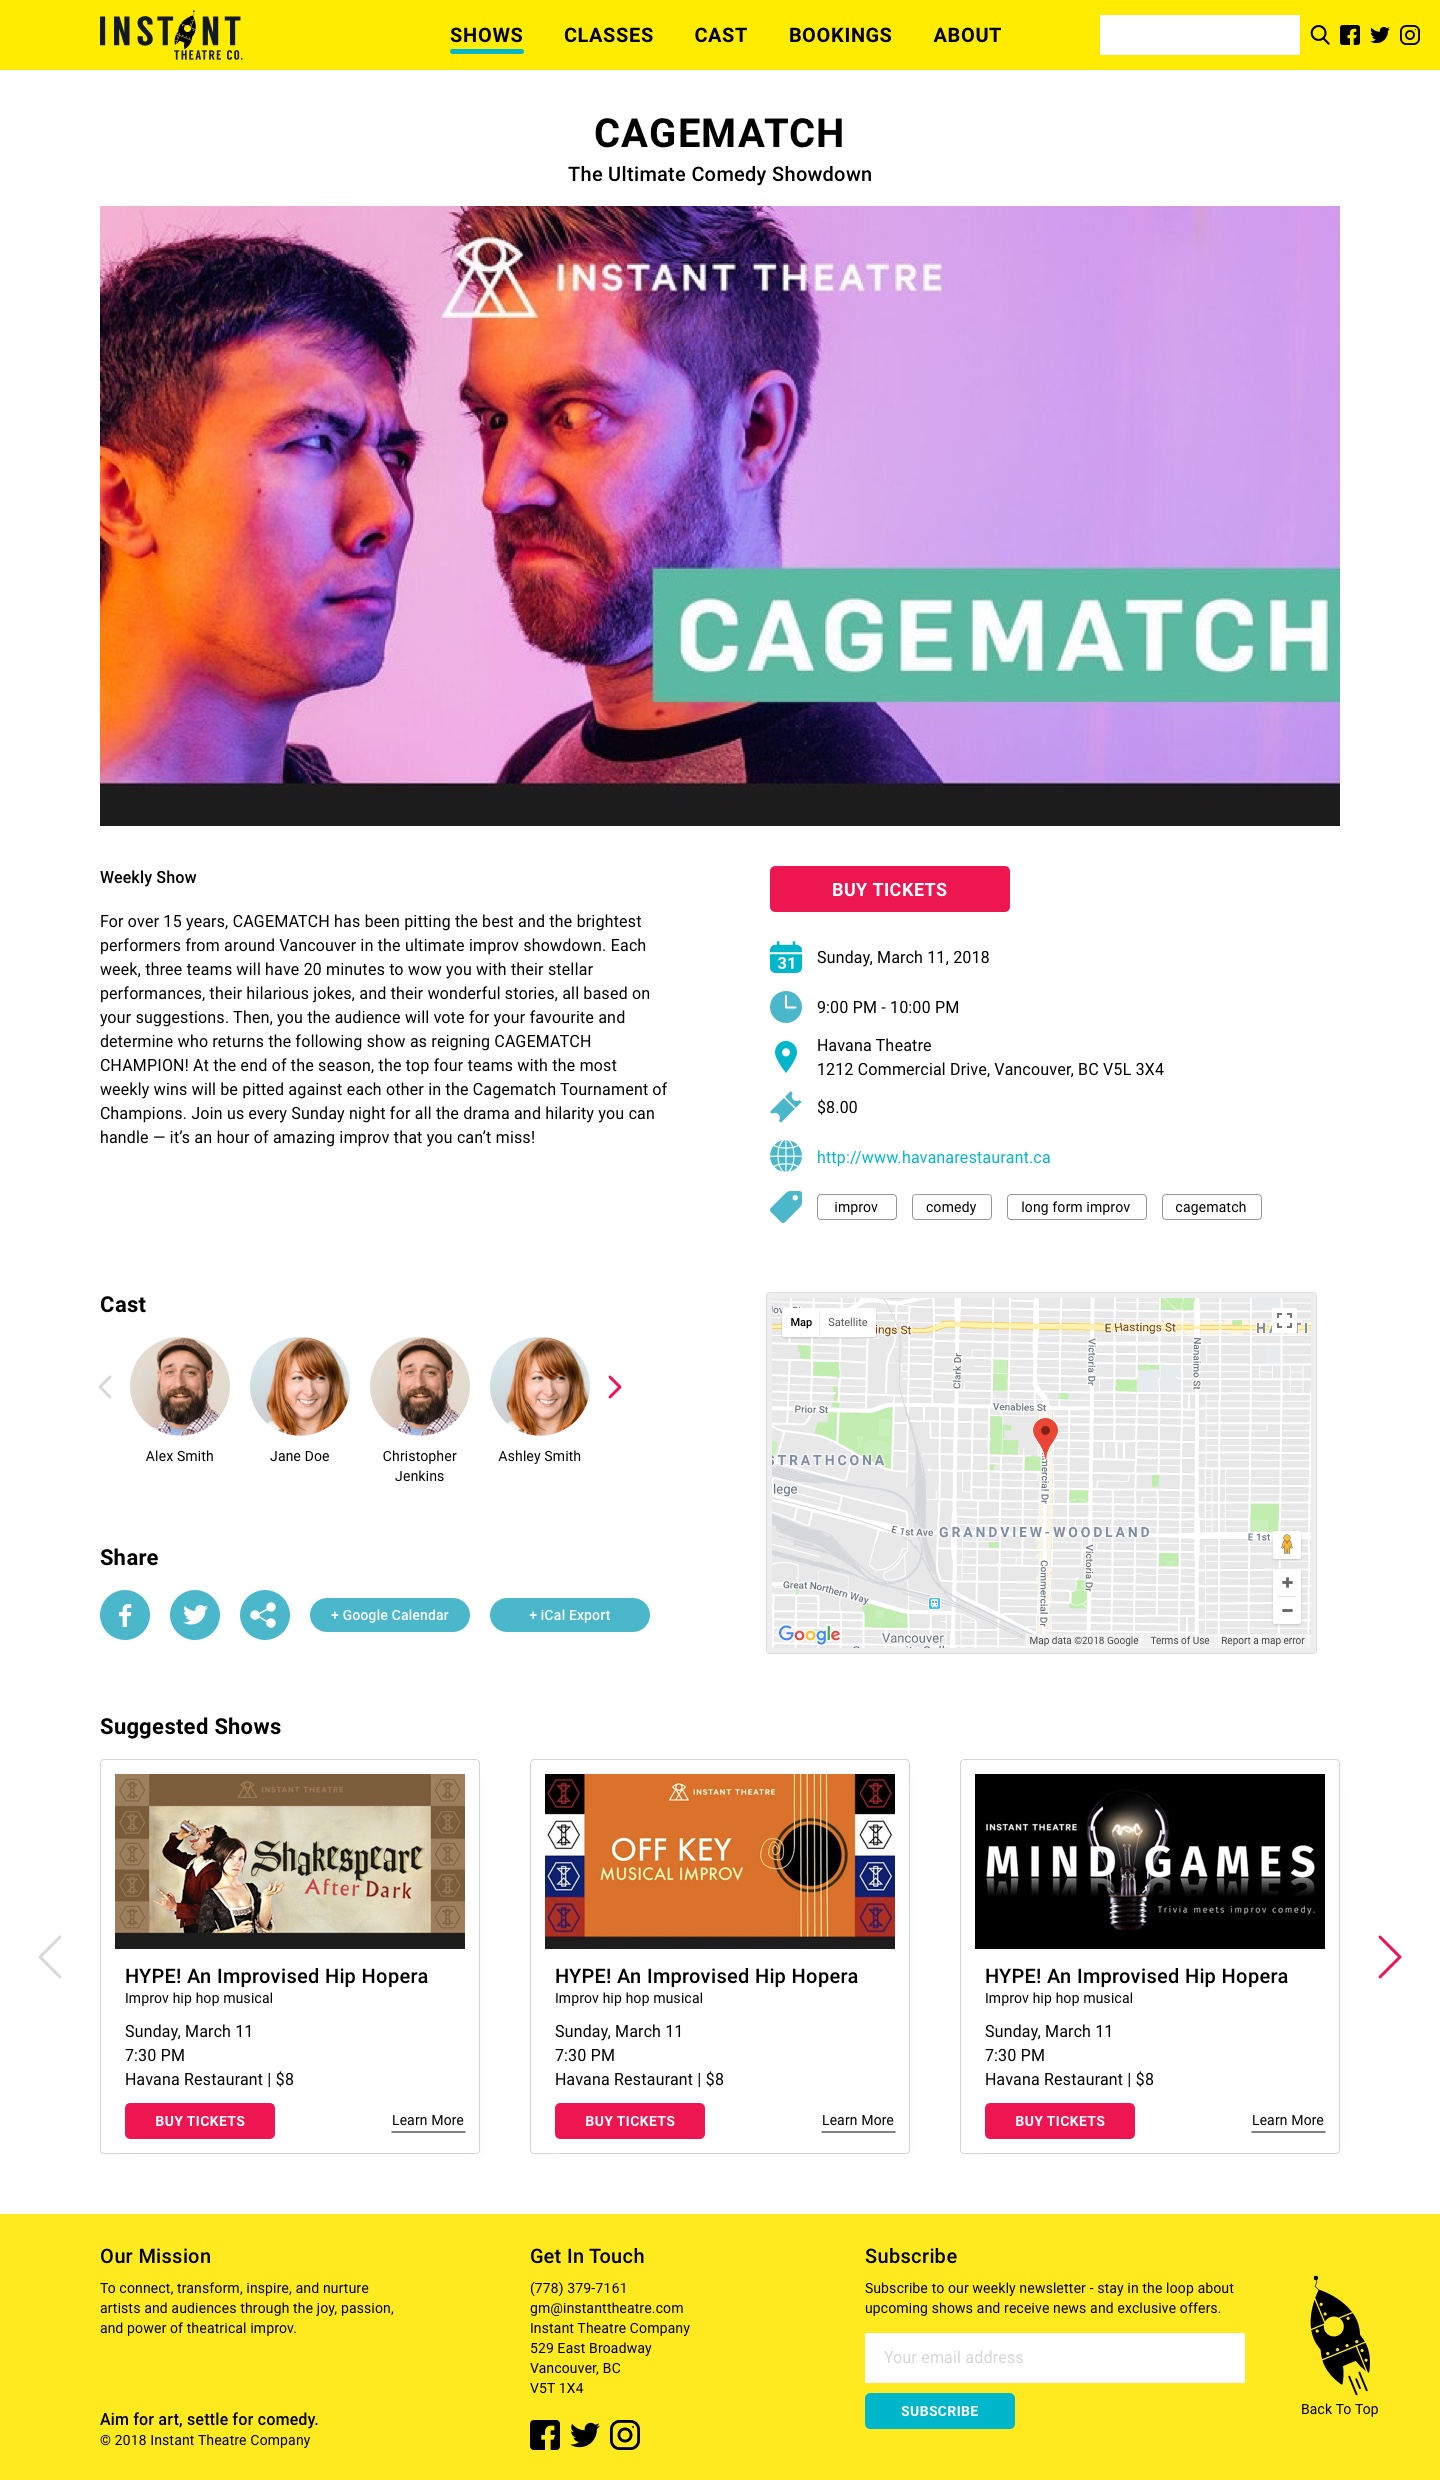 INSTANT
THEATRE CO.
SHOWS
CLASSES
CAST
BOOKINGS
ABOUT
CAGEMATCH
The Ultimate Comedy Showdown
INSTANT THEATRE
CAGEMATCH
Weekly Show
For over 15 years, CAGEMATCH has been pitting the best and the brightest
performers from around Vancouver in the ultimate improv showdown. Each
week, three teams will have 20 minutes to wow you with their stellar
performances, their hilarious jokes, and their wonderful stories, all based on
your suggestions. Then, you the audience will vote for your favourite and
determine who returns the following show as reigning CAGEMATCH
CHAMPION! At the end of the season, the top four teams with the most
weekly wins will be pitted against each other in the Cagematch Tournament of
Champions. Join us every Sunday night for all the drama and hilarity you can
handle — it’s an hour of amazing improv that you can’t miss!
BUY TICKETS
31
Sunday, March 11, 2018
9:00 PM - 10:00 PM
Havana Theatre
1212 Commercial Drive, Vancouver, BC V5L 3X4
$8.00
http://www.havanarestaurant.ca
improv
comedy
long form improv
cagematch
Cast
Alex Smith
Jane Doe
Christopher
Jenkins
Ashley Smith
Share
+ Google Calendar
+ iCal Export
Map
Satellite
ings St
E Hastings St
Clark Dr
Victoria Dr
Nanaimo St
Prior St
Venables St
STRATHCONA
lege
mercial Dr
E 1st Ave
GRANDVIEW-WOODLAND
E 1st
Great Northern Way
Commercial Dr
Victoria Dr
Google
Vancouver
Map data ©2018 Google
Terms of Use
Report a map error
Suggested Shows
INSTANT THEATRE
Shakespeare
After Dark
HYPE! An Improvised Hip Hopera
Improv hip hop musical
Sunday, March 11
7:30 PM
Havana Restaurant | $8
BUY TICKETS
Learn More
INSTANT THEATRE
OFF KEY
MUSICAL IMPROV
HYPE! An Improvised Hip Hopera
Improv hip hop musical
Sunday, March 11
7:30 PM
Havana Restaurant | $8
BUY TICKETS
Learn More
INSTANT THEATRE
MIND GAMES
Trivia meets improv comedy.
HYPE! An Improvised Hip Hopera
Improv hip hop musical
Sunday, March 11
7:30 PM
Havana Restaurant | $8
BUY TICKETS
Learn More
Our Mission
To connect, transform, inspire, and nurture
artists and audiences through the joy, passion,
and power of theatrical improv.
Aim for art, settle for comedy.
© 2018 Instant Theatre Company
Get In Touch
(778) 379-7161
gm@instanttheatre.com
Instant Theatre Company
529 East Broadway
Vancouver, BC
V5T 1X4
Subscribe
Subscribe to our weekly newsletter - stay in the loop about
upcoming shows and receive news and exclusive offers.
Your email address
SUBSCRIBE
Back To Top